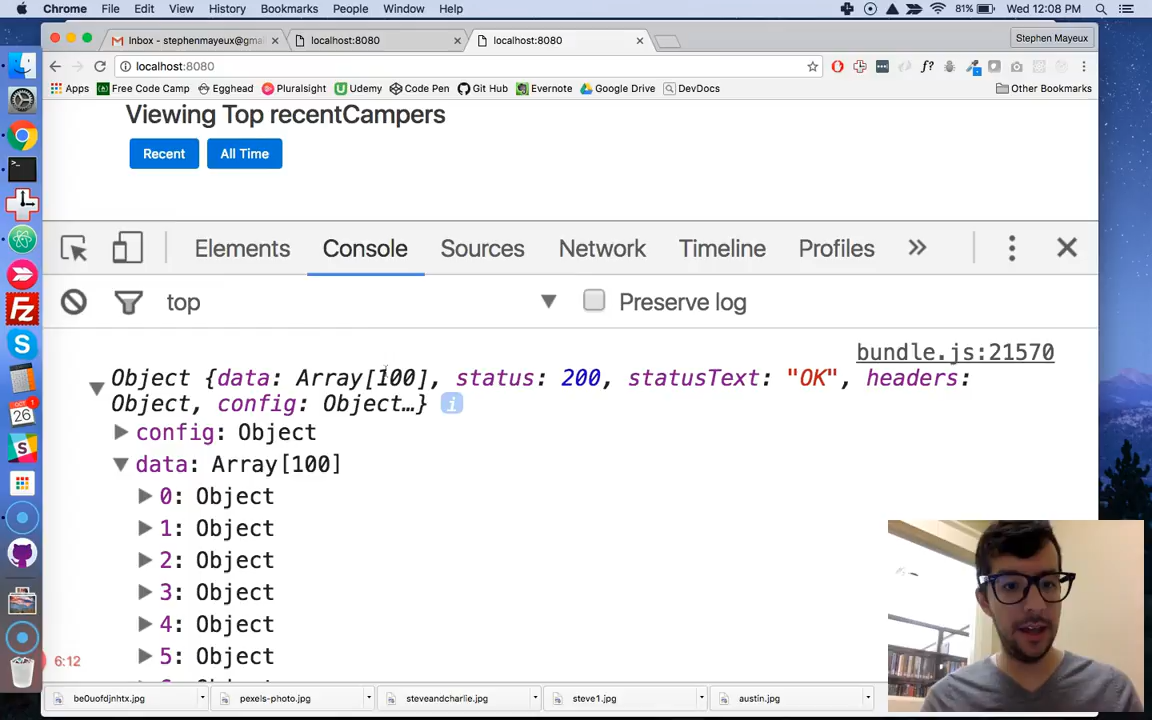 Chrome File Edit View History Bookmarks People Window Help 81% Wed 12:08 PM
Inbox - stephenmayeux@gmai localhost:8080 localhost:8080 Stephen Mayeux
localhost:8080 f?
Apps Free Code Camp Egghead Pluralsight Udemy Code Pen Git Hub Evernote Google Drive DevDocs Other Bookmarks
Viewing Top recentCampers
Recent All Time
Elements Console Sources Network Timeline Profiles »
top Preserve log
bundle.js:21570
Object {data: Array[100], status: 200, statusText: "OK", headers:
Object, config: Object…} i
config: Object
data: Array[100]
0: Object
1: Object
2: Object
3: Object
4: Object
5: Object
OCT
26
1
Fz
6:12
be0uofdjnhtx.jpg pexels-photo.jpg steveandcharlie.jpg steve1.jpg austin.jpg